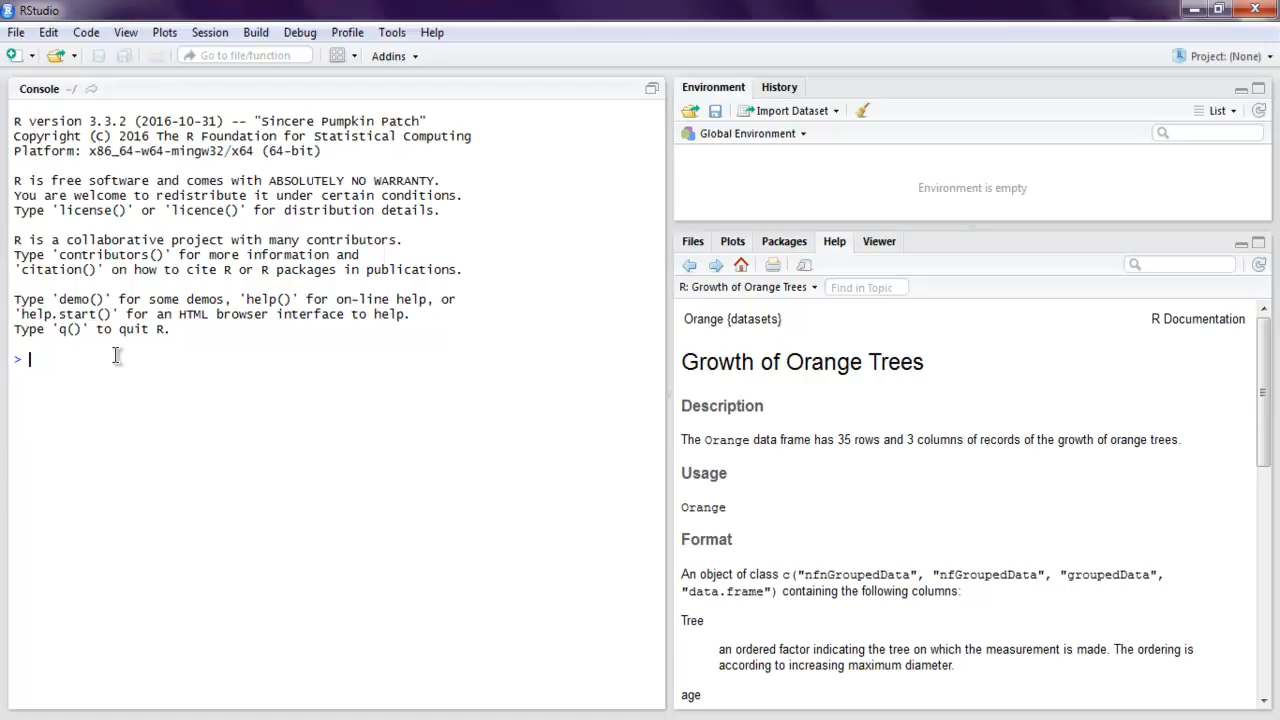 RStudio
File Edit Code View Plots Session Build Debug Profile Tools Help
Go to file/function
Addins
Project: (None)
Console ~/
R version 3.3.2 (2016-10-31) -- "Sincere Pumpkin Patch"
Copyright (C) 2016 The R Foundation for Statistical Computing
Platform: x86_64-w64-mingw32/x64 (64-bit)
R is free software and comes with ABSOLUTELY NO WARRANTY.
You are welcome to redistribute it under certain conditions.
Type 'license()' or 'licence()' for distribution details.
R is a collaborative project with many contributors.
Type 'contributors()' for more information and
'citation()' on how to cite R or R packages in publications.
Type 'demo()' for some demos, 'help()' for on-line help, or
'help.start()' for an HTML browser interface to help.
Type 'q()' to quit R.
>
Environment History
Import Dataset
List
Global Environment
Environment is empty
Files Plots Packages Help Viewer
R: Growth of Orange Trees
Find in Topic
Orange {datasets}
R Documentation
Growth of Orange Trees
Description
The Orange data frame has 35 rows and 3 columns of records of the growth of orange trees.
Usage
Orange
Format
An object of class c("nfnGroupedData", "nfGroupedData", "groupedData",
"data.frame") containing the following columns:
Tree
an ordered factor indicating the tree on which the measurement is made. The ordering is
according to increasing maximum diameter.
age